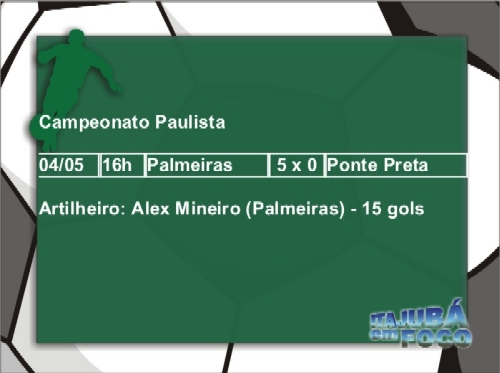 Campeonato Paulista
04/05 16h Palmeiras 5 x 0 Ponte Preta
Artilheiro: Alex Mineiro (Palmeiras) - 15 gols
ITAJUBÁ
EM FOCO